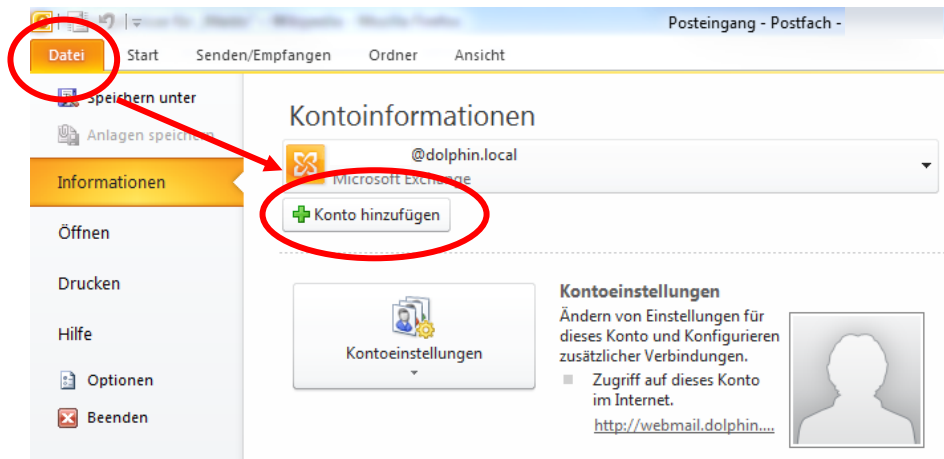 Posteingang - Postfach -
Datei Start Senden/Empfangen Ordner Ansicht
Speichern unter
Anlagen speichern
Informationen
Öffnen
Drucken
Hilfe
Optionen
Beenden
Kontoinformationen
@dolphin.local
Microsoft Exchange
Konto hinzufügen
Kontoeinstellungen
Kontoeinstellungen
Ändern von Einstellungen für
dieses Konto und Konfigurieren
zusätzlicher Verbindungen.
Zugriff auf dieses Konto
im Internet.
http://webmail.dolphin....